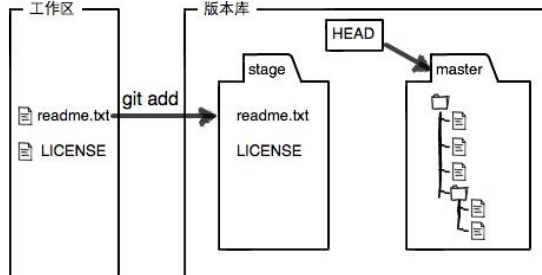 工作区
版本库
HEAD
stage
master
git add
readme.txt
readme.txt
LICENSE
LICENSE